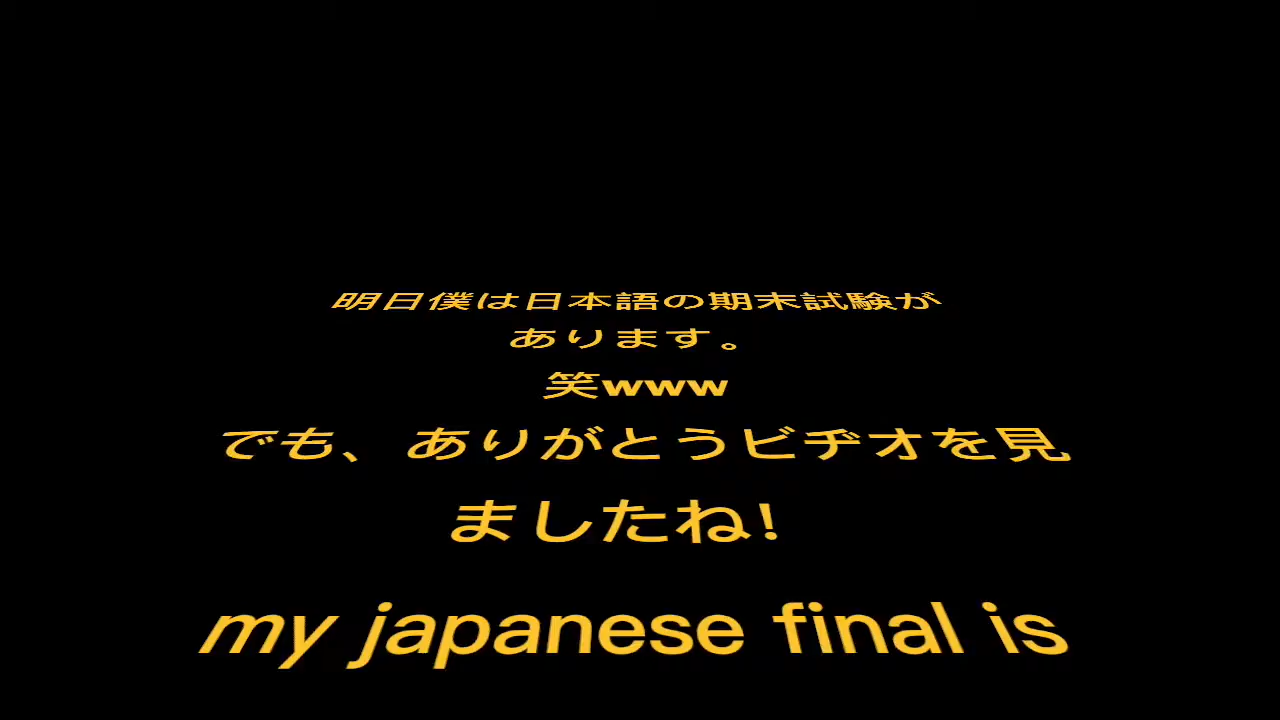 明日僕は日本語の期末試験が
あります。
笑www
でも、ありがとうビヂオを見
ましたね！
my japanese final is